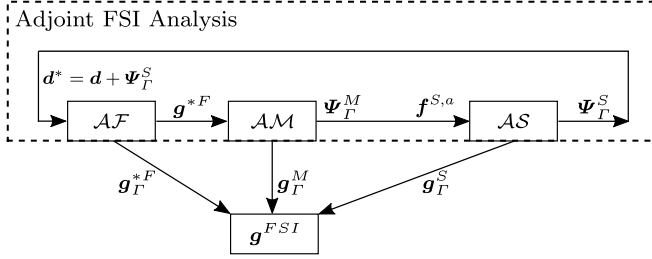 Adjoint FSI Analysis
d* = d + Ψ_Γ^S
g^{*F}
Ψ_Γ^M
f^{S,a}
Ψ_Γ^S
AF
AM
AS
g_Γ^{*F}
g_Γ^M
g_Γ^S
g^{FSI}